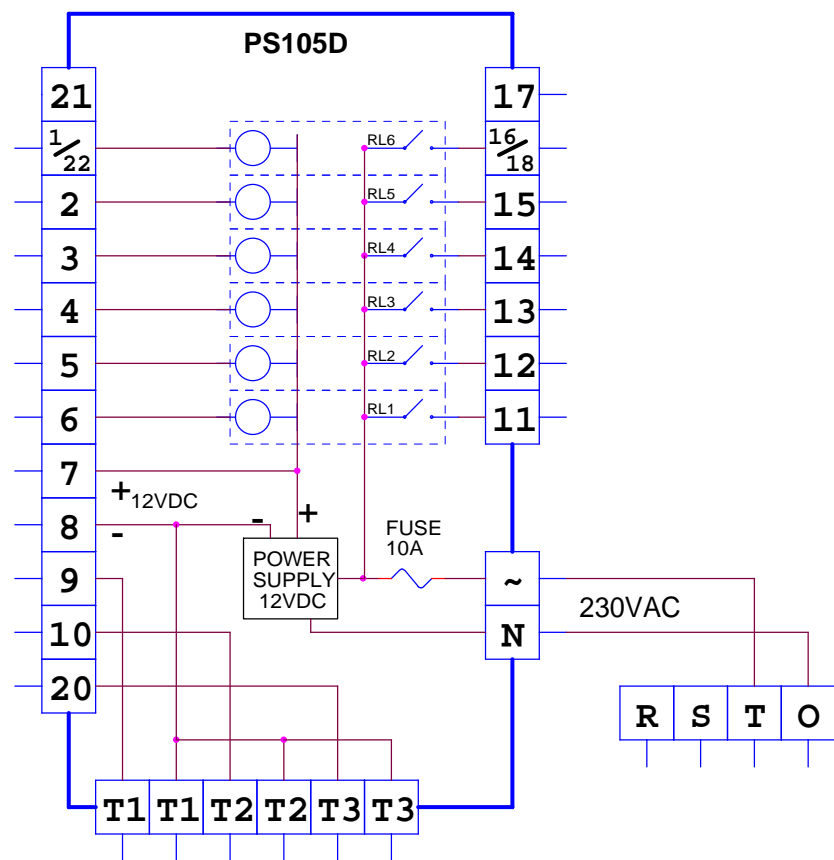 PS105D
21
17
1/22
RL6
16/18
2
RL5
15
3
RL4
14
4
RL3
13
5
RL2
12
6
RL1
11
7
+
12VDC
8
-
-
+
FUSE
10A
9
POWER
SUPPLY
12VDC
~
230VAC
10
N
20
R S T O
T1 T1 T2 T2 T3 T3